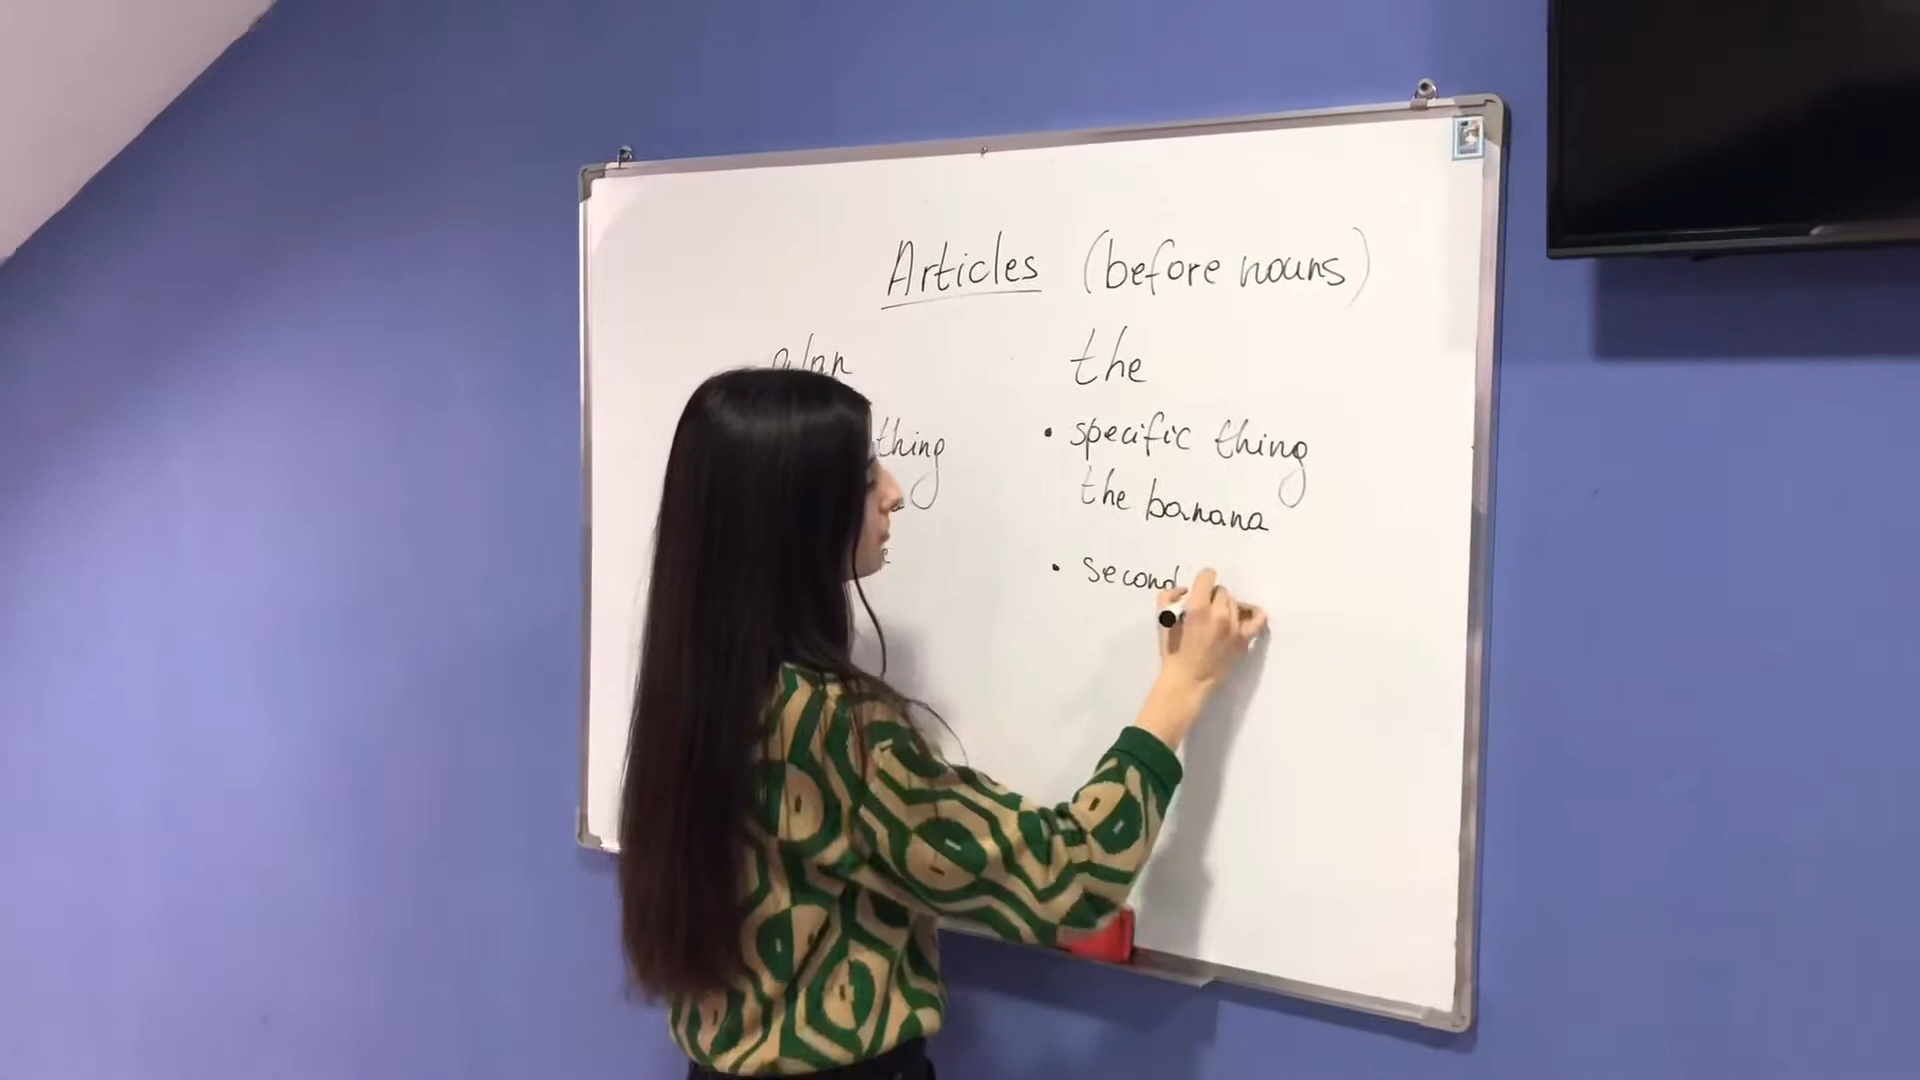 Articles (before nouns)
a/an
the
thing
• specific thing
the banana
• second